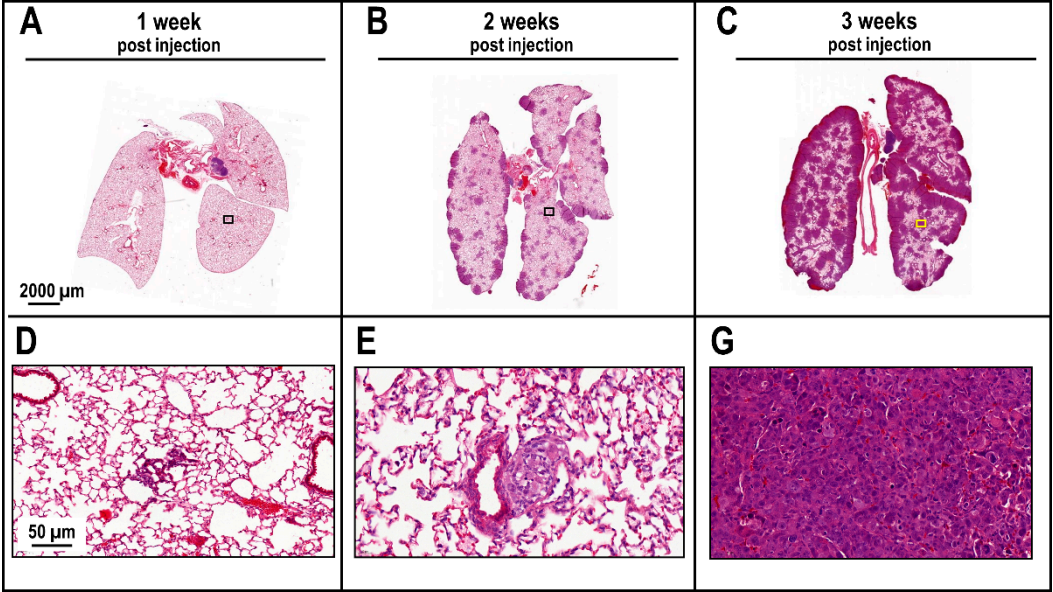 A
1 week
post injection
B
2 weeks
post injection
C
3 weeks
post injection
2000 µm
D
E
G
50 µm